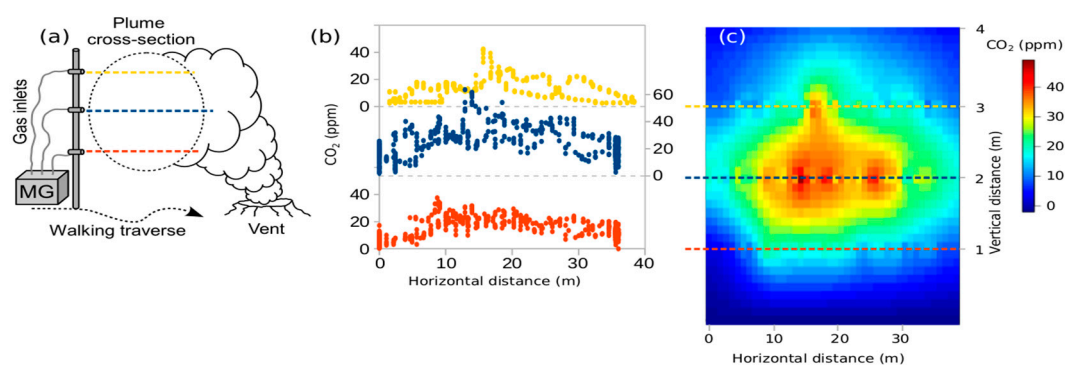 (a)
Plume
cross-section
Gas inlets
MG
Walking traverse
Vent
(b)
CO2 (ppm)
40
20
0
60
40
20
0
40
20
0
0
10
20
30
40
Horizontal distance (m)
(c)
4
3
2
1
Vertical distance (m)
0
10
20
30
Horizontal distance (m)
CO2 (ppm)
50
40
30
20
10
0